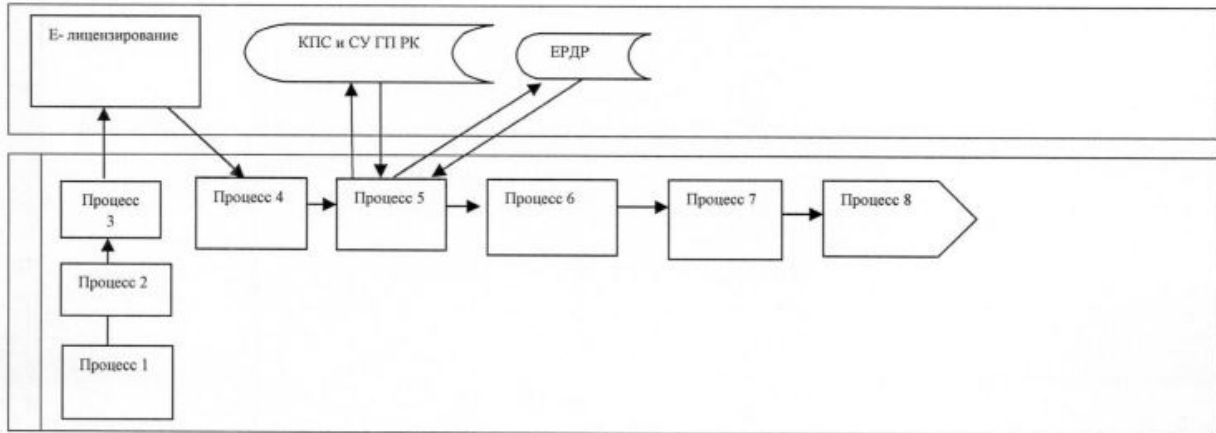 Е- лицензирование
КПС и СУ ГП РК
ЕРДР
Процесс
3
Процесс 4
Процесс 5
Процесс 6
Процесс 7
Процесс 8
Процесс 2
Процесс 1